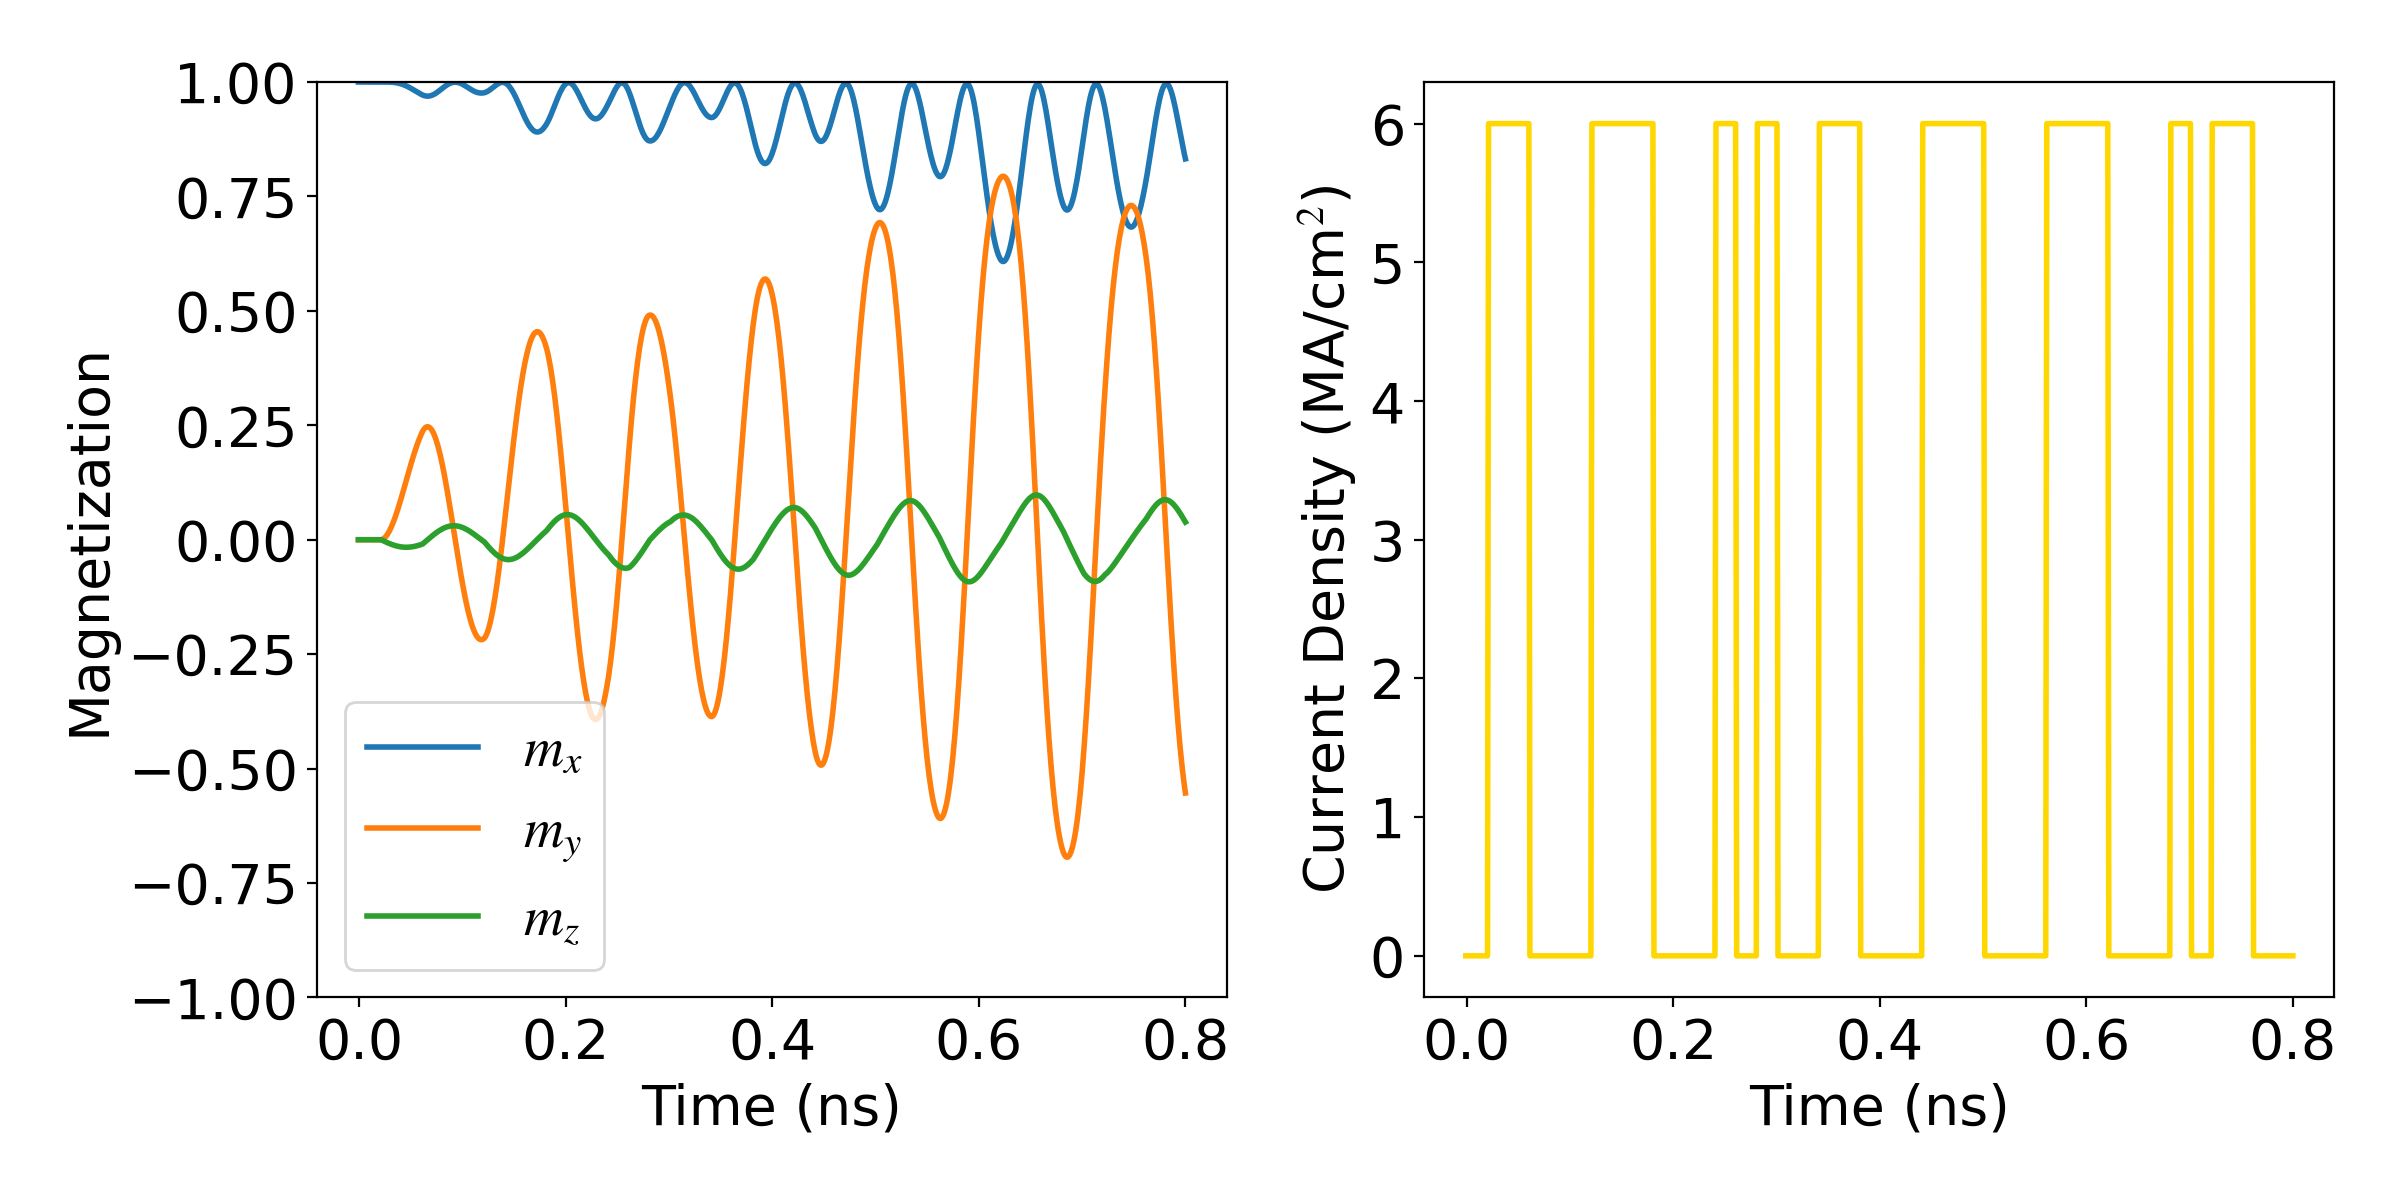 1.00
0.75
0.50
0.25
0.00
−0.25
−0.50
−0.75
−1.00
Magnetization
m_x
m_y
m_z
0.0 0.2 0.4 0.6 0.8
Time (ns)
6
5
4
3
2
1
0
Current Density (MA/cm²)
0.0 0.2 0.4 0.6 0.8
Time (ns)